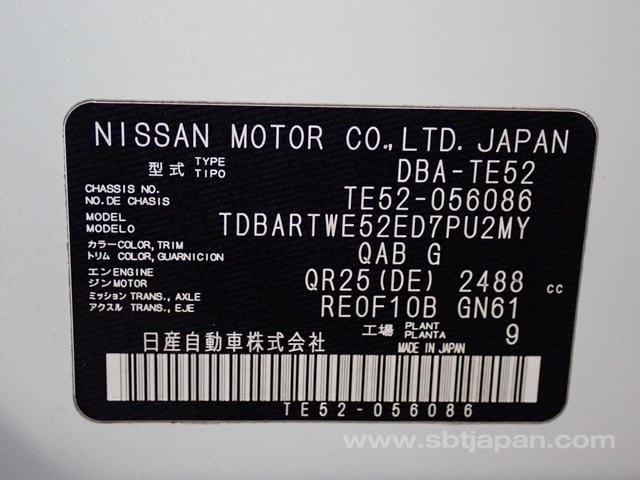 NISSAN MOTOR CO.,LTD. JAPAN
型式 TYPE TIPO DBA-TE52
CHASSIS NO. NO.DE CHASIS TE52-056086
MODEL MODELO TDBARTWE52ED7PU2MY
カラー COLOR, TRIM
トリム COLOR, GUARNICION QAB G
エンジン ENGINE MOTOR QR25(DE) 2488 cc
ミッション TRANS., AXLE
アクスル TRANS., EJE RE0F10B GN61
工場 PLANT PLANTA 9
日産自動車株式会社 MADE IN JAPAN
TE52-056086
www.sbtjapan.com